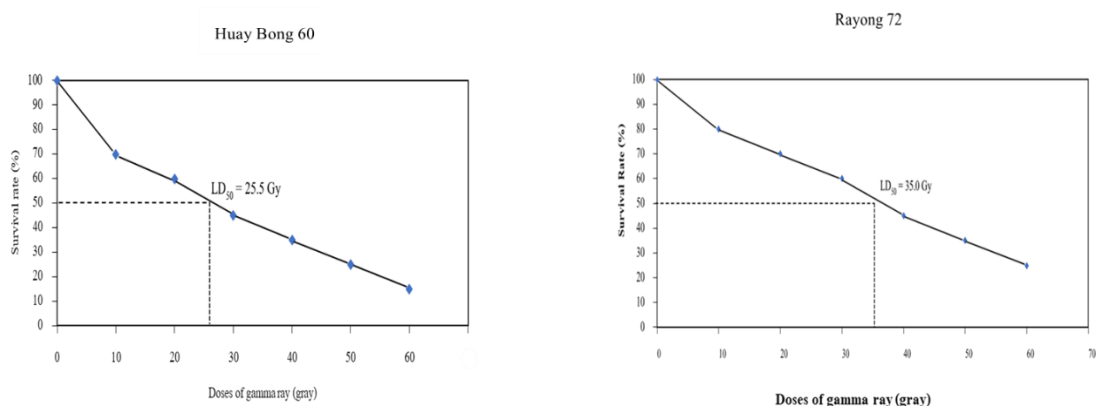 Huay Bong 60
100
90
80
70
60
50
40
30
20
10
0
Survival rate (%)
LD50 = 25.5 Gy
0 10 20 30 40 50 60
Doses of gamma ray (gray)
Rayong 72
100
90
80
70
60
50
40
30
20
10
0
Survival Rate (%)
LD50 = 35.0 Gy
0 10 20 30 40 50 60 70
Doses of gamma ray (gray)